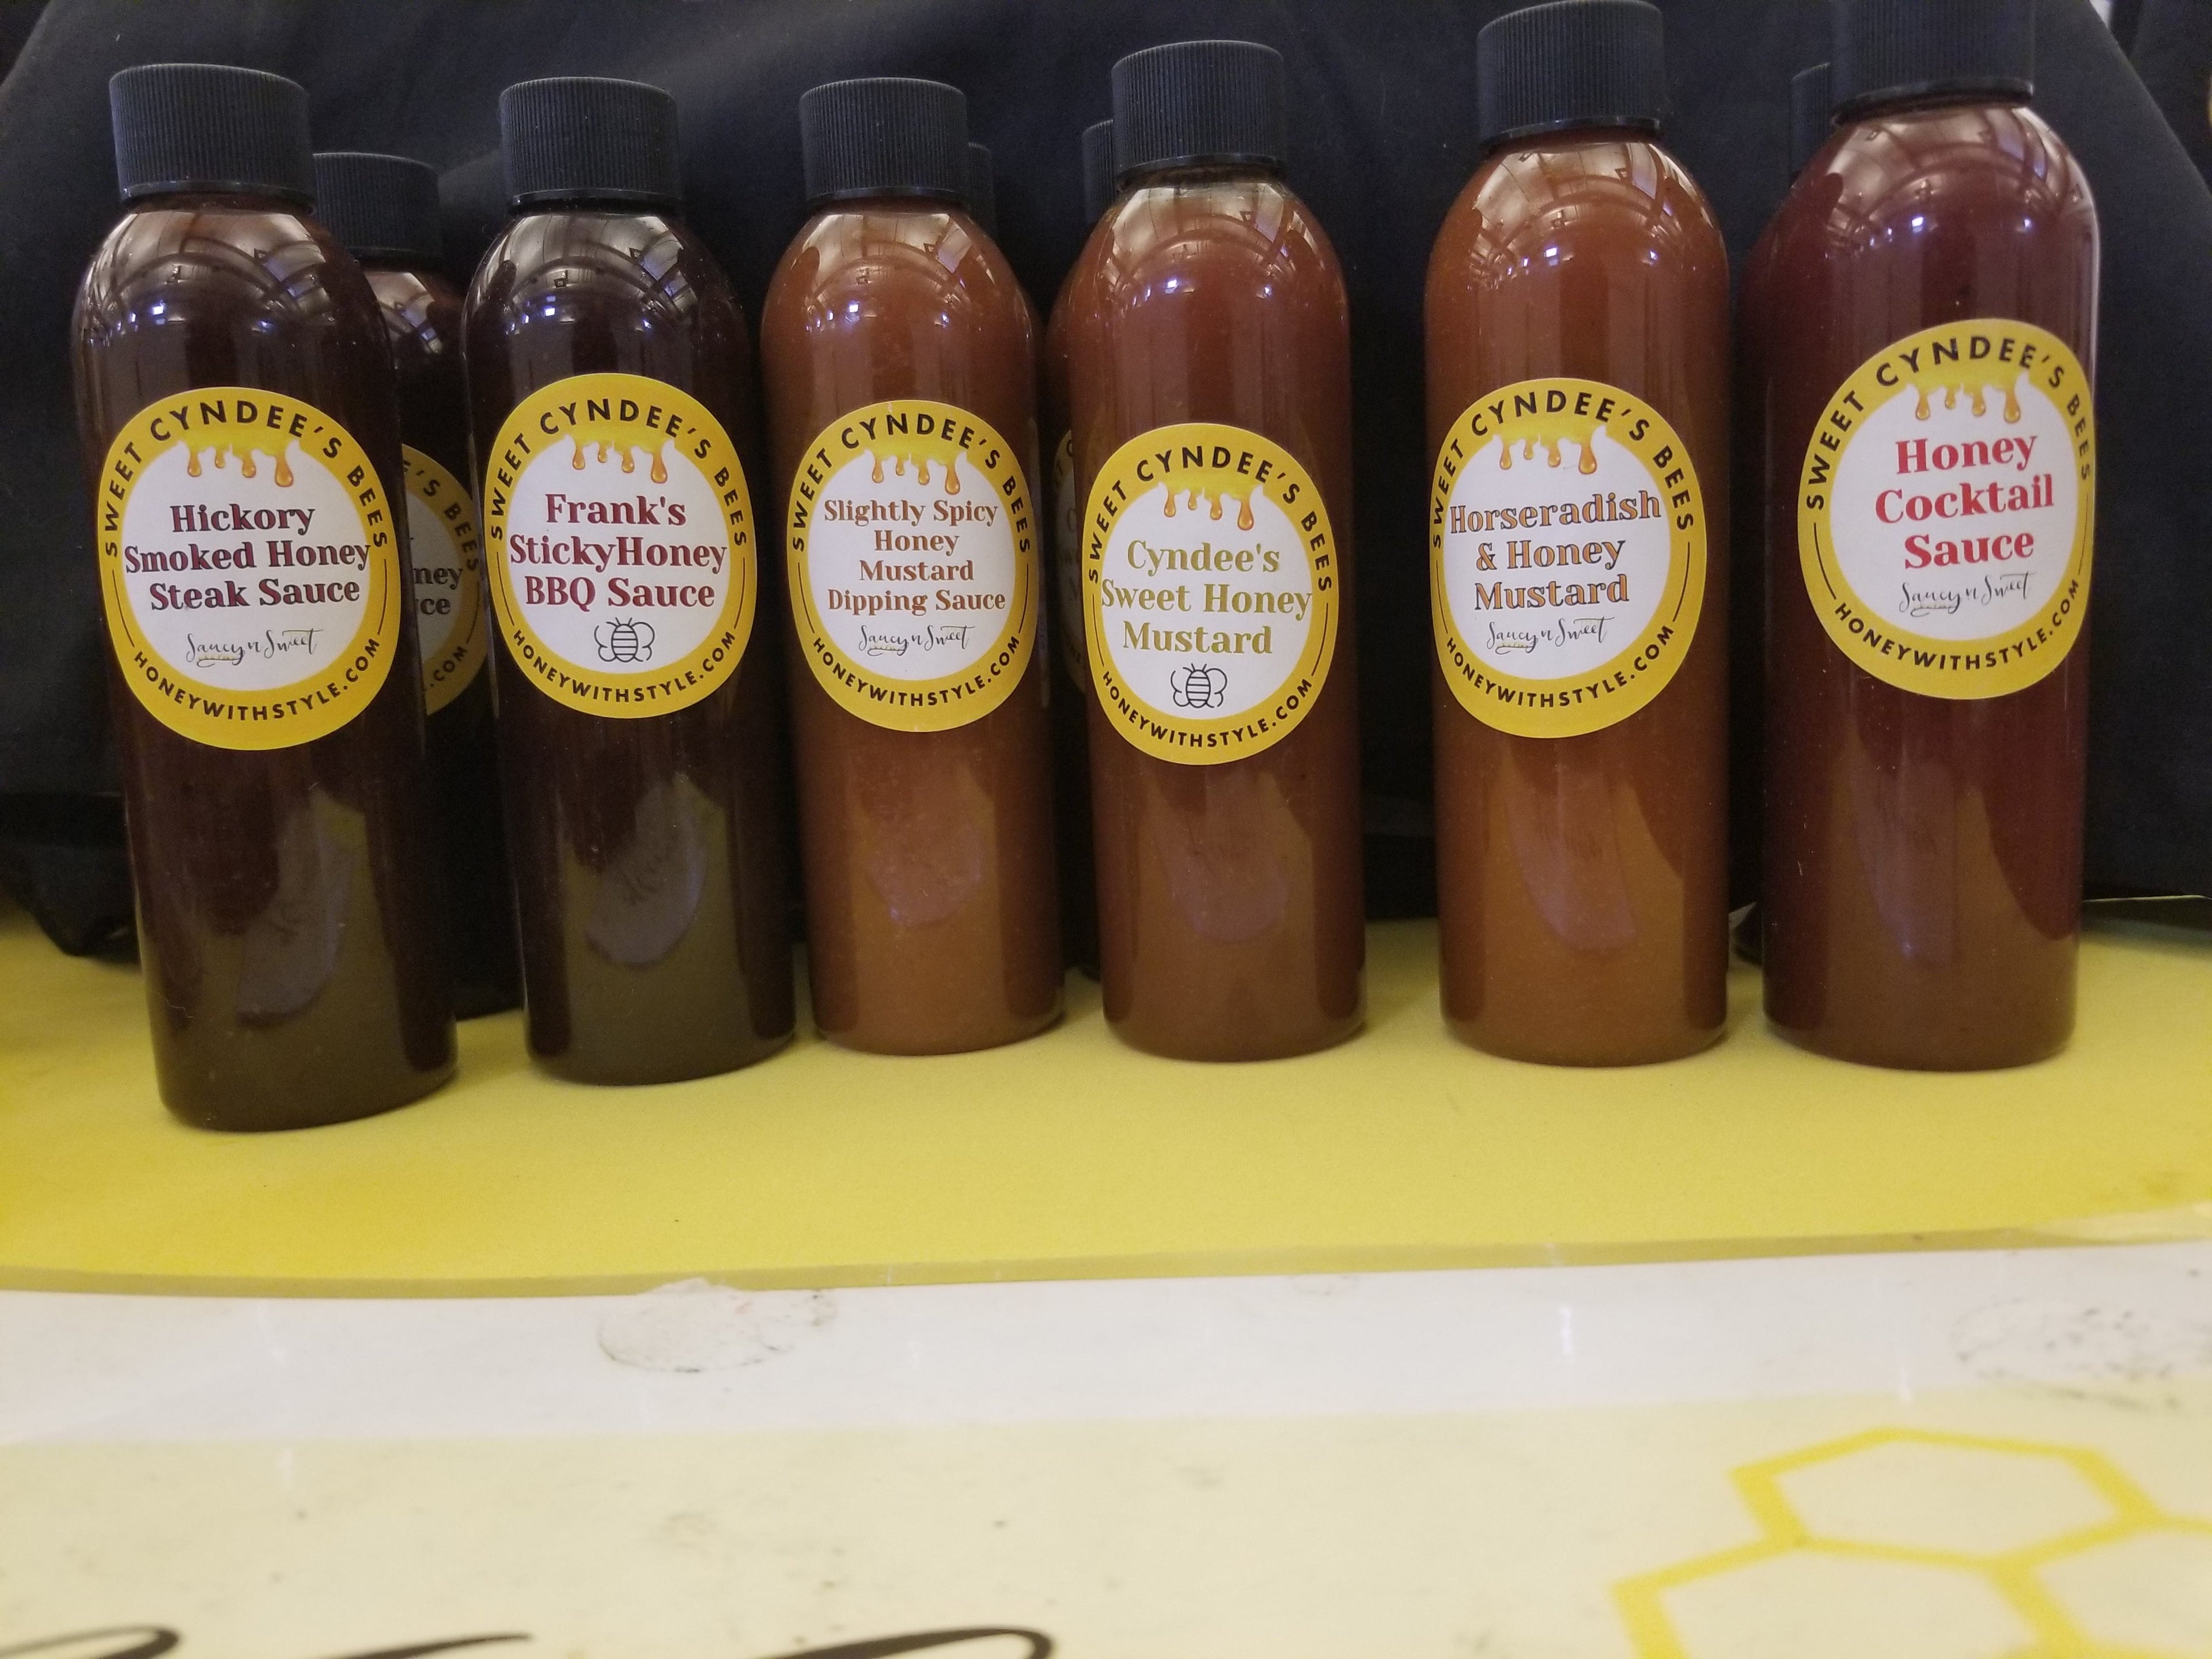 SWEET CYNDEE'S BEES
Hickory
Smoked Honey
Steak Sauce
Saucy n Sweet
HONEYWITHSTYLE.COM
SWEET CYNDEE'S BEES
Frank's
StickyHoney
BBQ Sauce
HONEYWITHSTYLE.COM
SWEET CYNDEE'S BEES
Slightly Spicy
Honey
Mustard
Dipping Sauce
Saucy n Sweet
HONEYWITHSTYLE.COM
SWEET CYNDEE'S BEES
Cyndee's
Sweet Honey
Mustard
HONEYWITHSTYLE.COM
SWEET CYNDEE'S BEES
Horseradish
& Honey
Mustard
Saucy n Sweet
HONEYWITHSTYLE.COM
SWEET CYNDEE'S BEES
Honey
Cocktail
Sauce
Saucy n Sweet
HONEYWITHSTYLE.COM